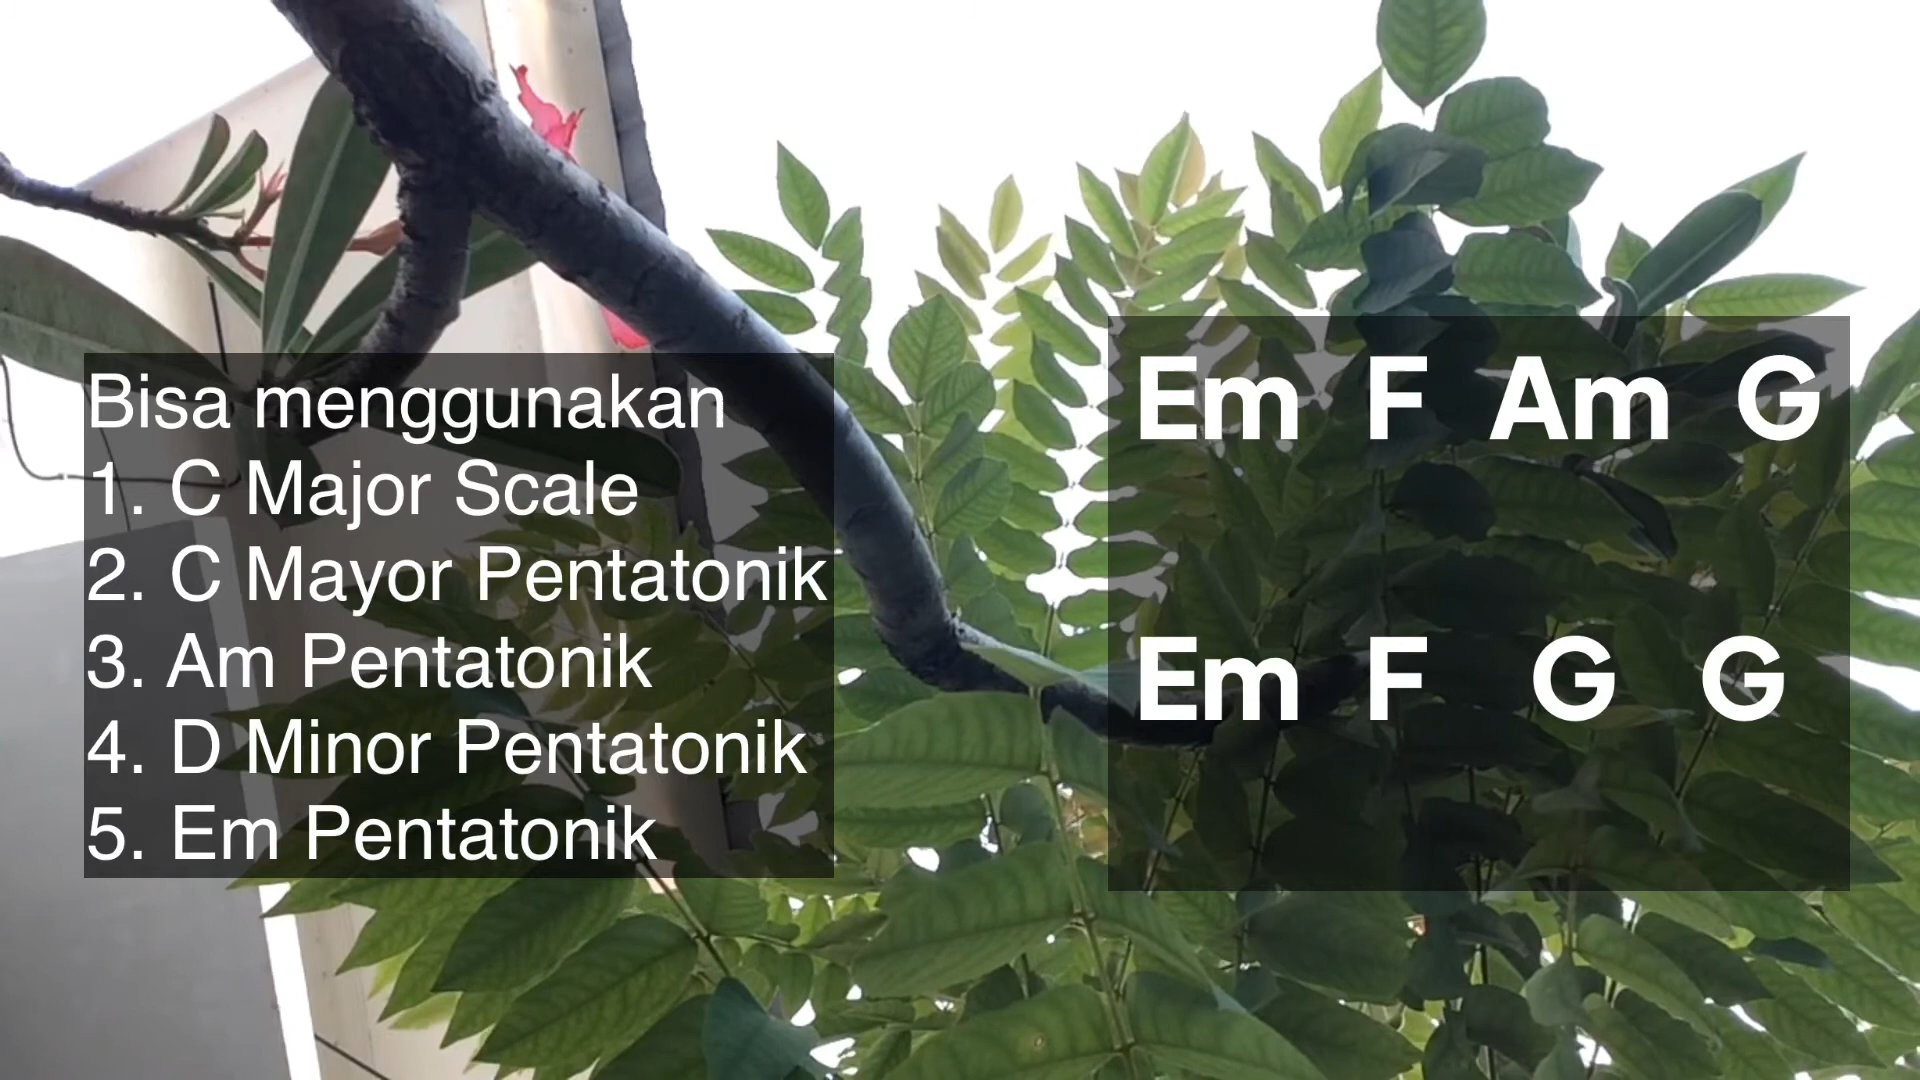 Bisa menggunakan
1. C Major Scale
2. C Mayor Pentatonik
3. Am Pentatonik
4. D Minor Pentatonik
5. Em Pentatonik
Em F Am G
Em F G G